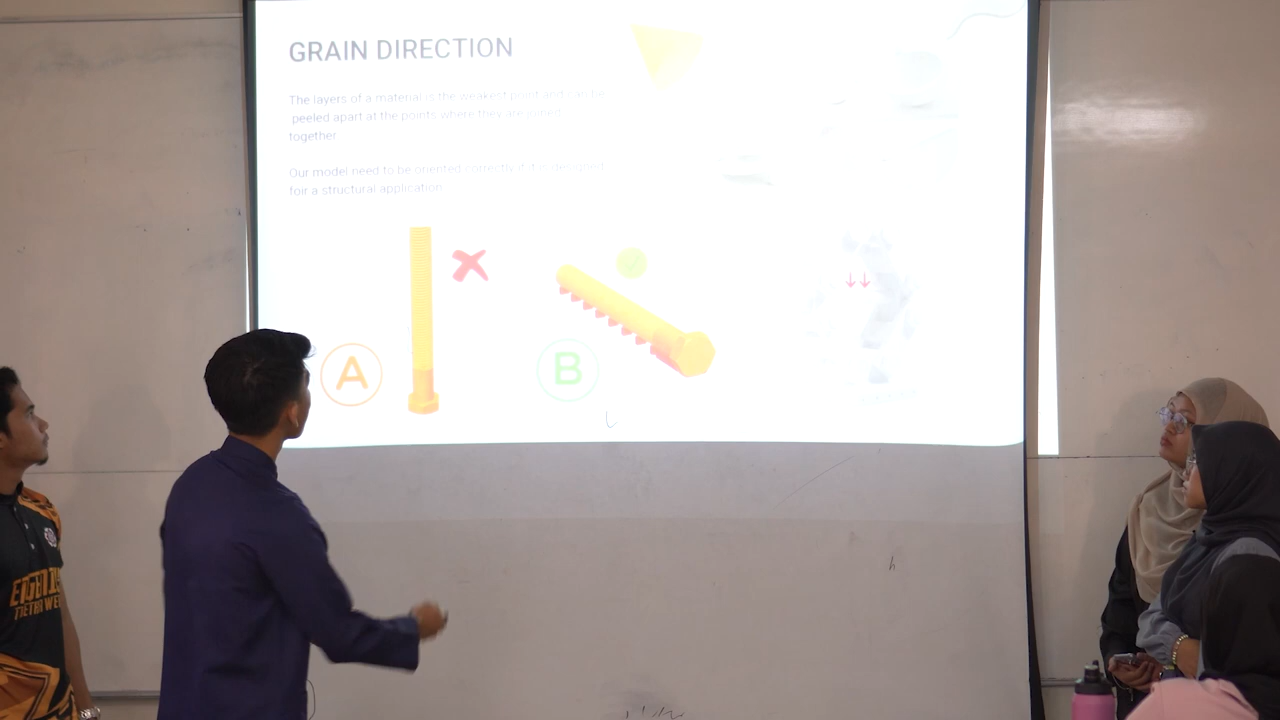 GRAIN DIRECTION
The layers of a material is the weakest point and can be
peeled apart at the points where they are joined
together
Our model need to be oriented correctly if it is designed
foir a structural application
A
B